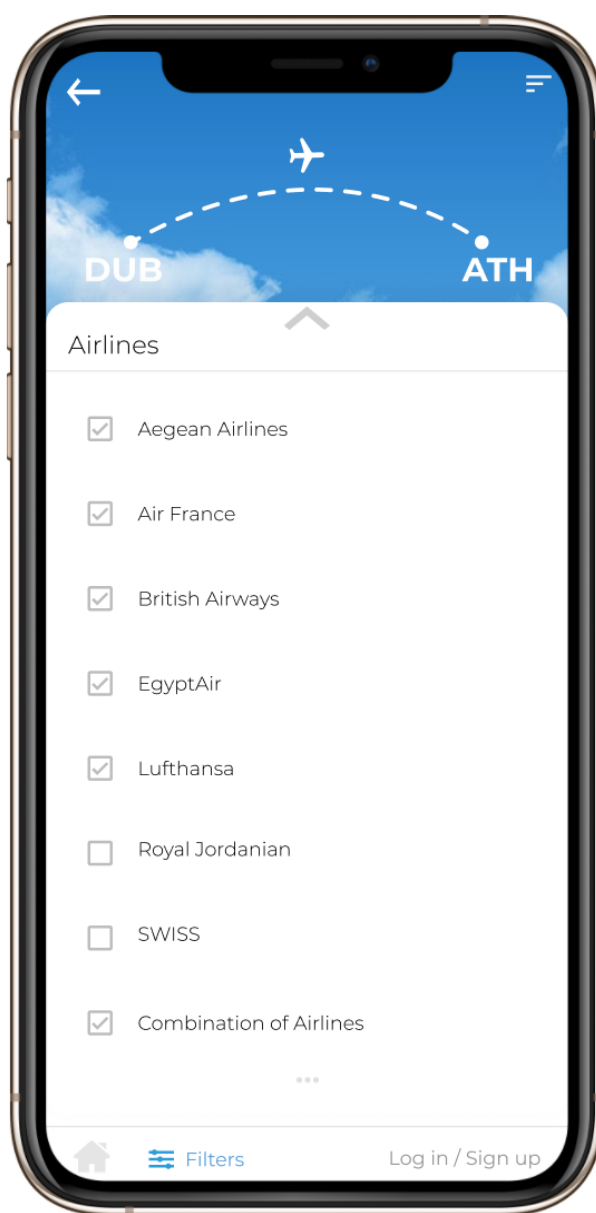 DUB
ATH
Airlines
Aegean Airlines
Air France
British Airways
EgyptAir
Lufthansa
Royal Jordanian
SWISS
Combination of Airlines
...
Filters
Log in / Sign up